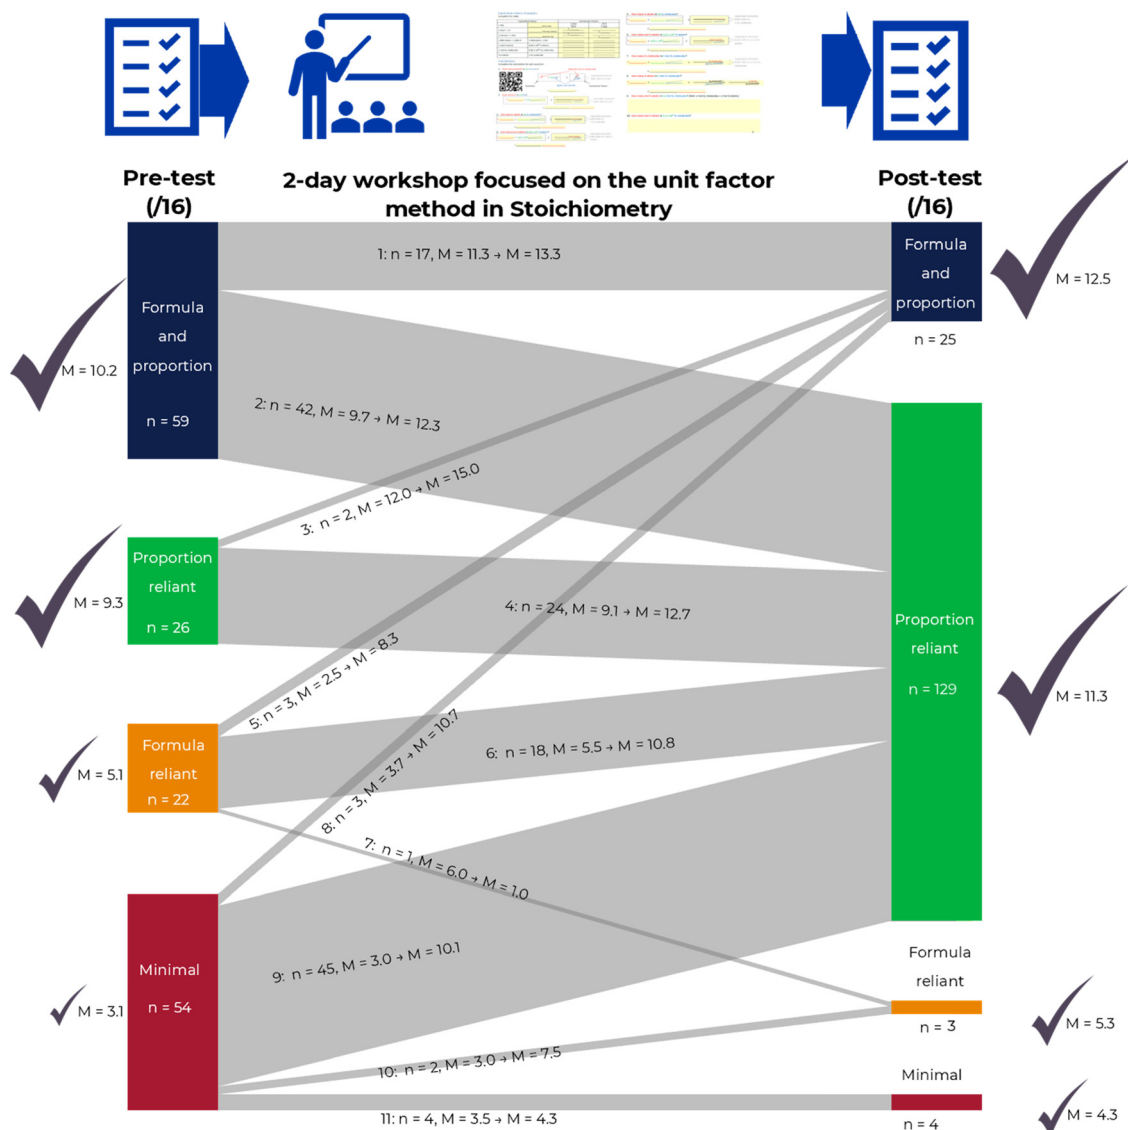 Pre-test
(/16)
2-day workshop focused on the unit factor
method in Stoichiometry
Post-test
(/16)
1: n = 17, M = 11.3 → M = 13.3
Formula
and
proportion
n = 59
M = 10.2
Formula
and
proportion
n = 25
M = 12.5
2: n = 42, M = 9.7 → M = 12.3
3: n = 2, M = 12.0 → M = 15.0
Proportion
reliant
n = 26
M = 9.3
4: n = 24, M = 9.1 → M = 12.7
Proportion
reliant
n = 129
M = 11.3
5: n = 3, M = 2.5 → M = 8.3
Formula
reliant
n = 22
M = 5.1
6: n = 18, M = 5.5 → M = 10.8
8: n = 3, M = 3.7 → M = 10.7
7: n = 1, M = 6.0 → M = 1.0
Minimal
n = 54
M = 3.1
9: n = 45, M = 3.0 → M = 10.1
Formula
reliant
n = 3
M = 5.3
10: n = 2, M = 3.0 → M = 7.5
Minimal
n = 4
M = 4.3
11: n = 4, M = 3.5 → M = 4.3